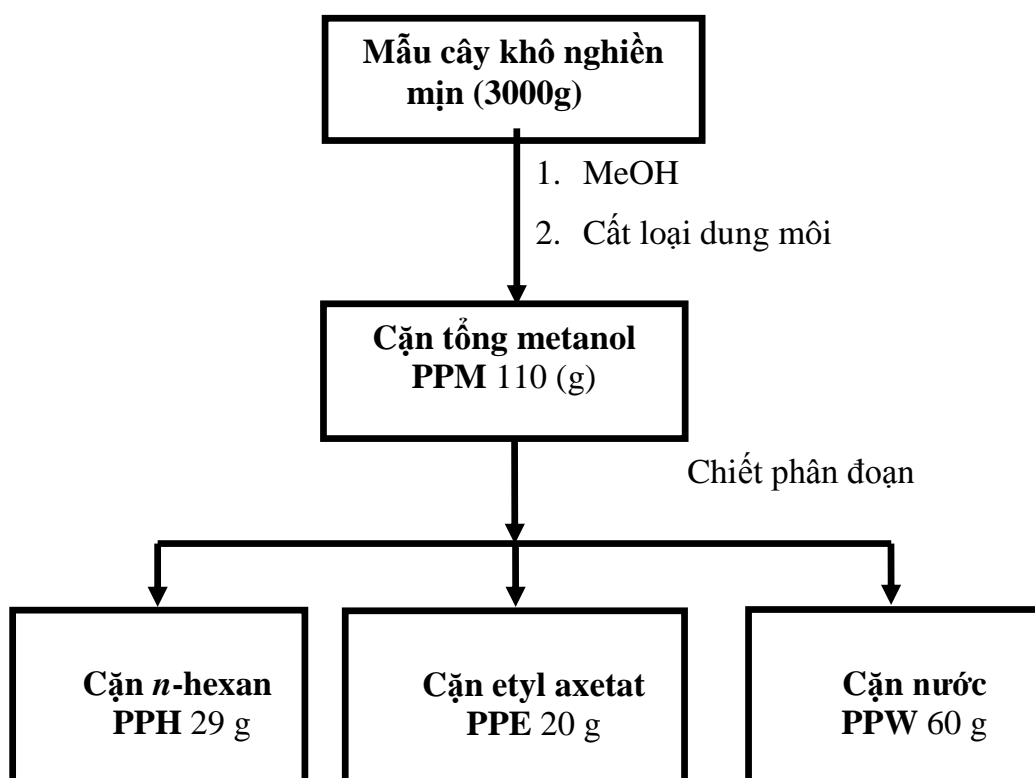 Mẫu cây khô nghiền
mịn (3000g)
1. MeOH
2. Cất loại dung môi
Cặn tổng metanol
PPM 110 (g)
Chiết phân đoạn
Cặn n-hexan
PPH 29 g
Cặn etyl axetat
PPE 20 g
Cặn nước
PPW 60 g